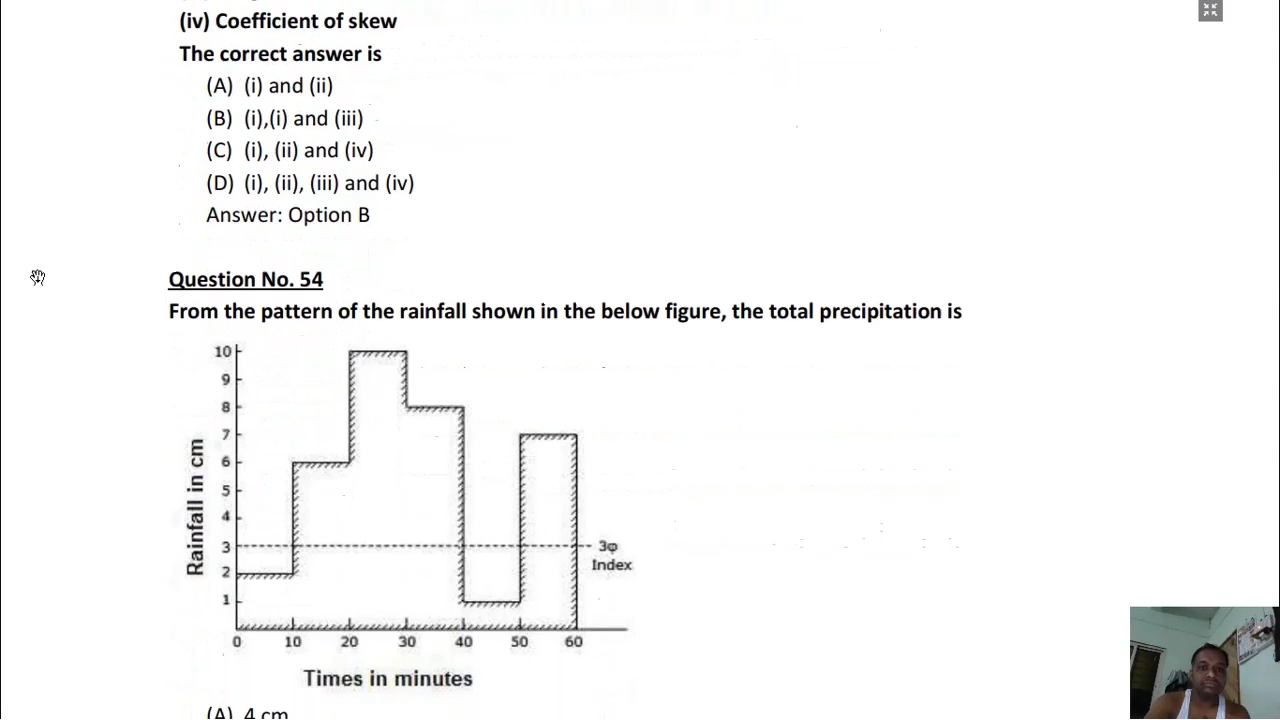 (iv) Coefficient of skew
The correct answer is
(A) (i) and (ii)
(B) (i),(i) and (iii)
(C) (i), (ii) and (iv)
(D) (i), (ii), (iii) and (iv)
Answer: Option B
Question No. 54
From the pattern of the rainfall shown in the below figure, the total precipitation is
Rainfall in cm
10
9
8
7
6
5
4
3
2
1
3φ
Index
0 10 20 30 40 50 60
Times in minutes
(A) 4 cm